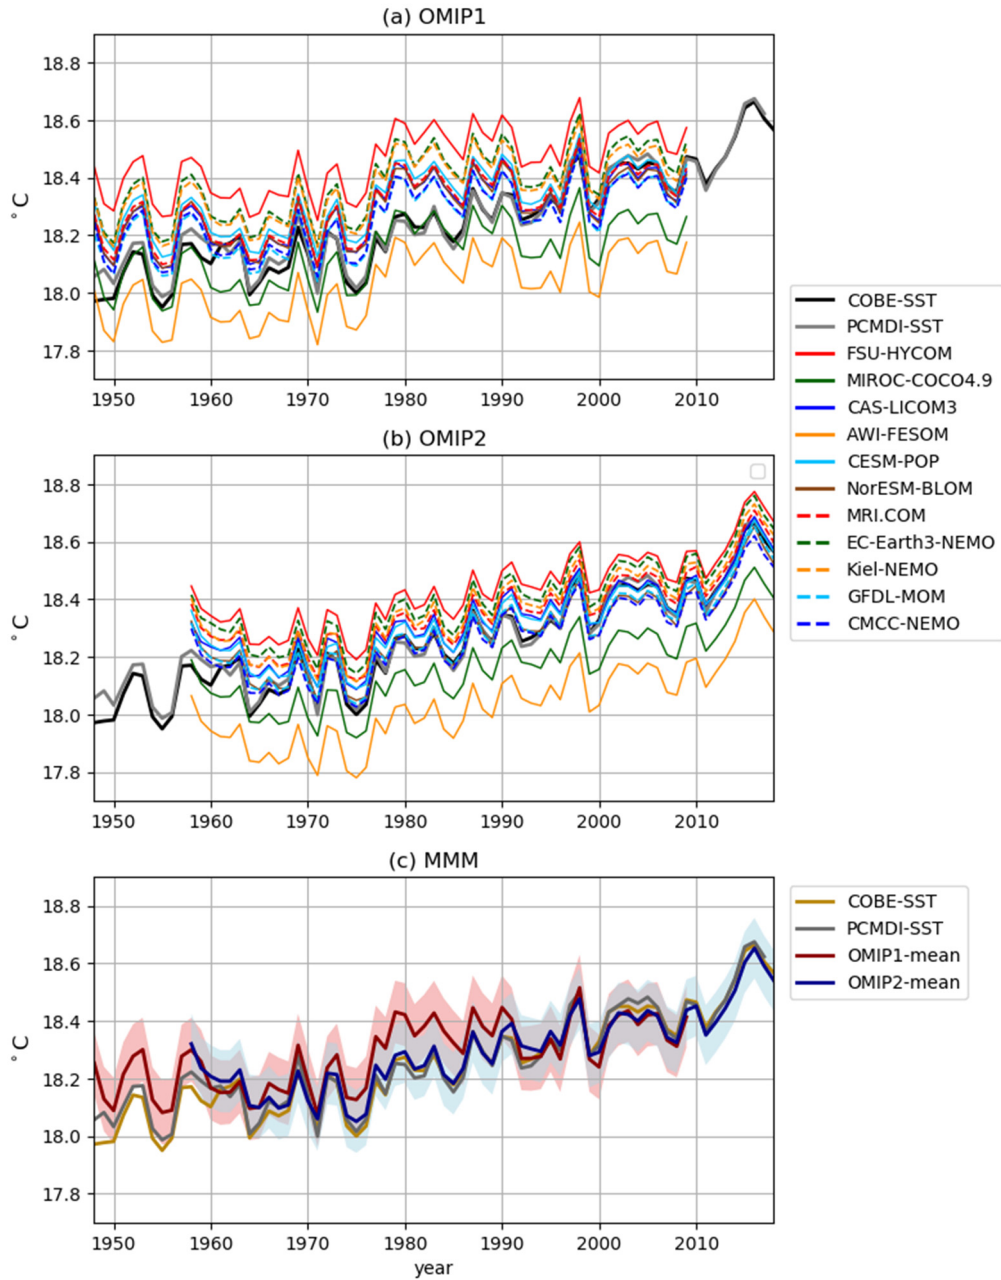 (a) OMIP1
18.8
18.6
18.4
18.2
18.0
17.8
°C
1950 1960 1970 1980 1990 2000 2010
COBE-SST
PCMDI-SST
FSU-HYCOM
MIROC-COCO4.9
CAS-LICOM3
AWI-FESOM
CESM-POP
NorESM-BLOM
MRI.COM
EC-Earth3-NEMO
Kiel-NEMO
GFDL-MOM
CMCC-NEMO
(b) OMIP2
18.8
18.6
18.4
18.2
18.0
17.8
°C
1950 1960 1970 1980 1990 2000 2010
(c) MMM
18.8
18.6
18.4
18.2
18.0
17.8
°C
1950 1960 1970 1980 1990 2000 2010
year
COBE-SST
PCMDI-SST
OMIP1-mean
OMIP2-mean